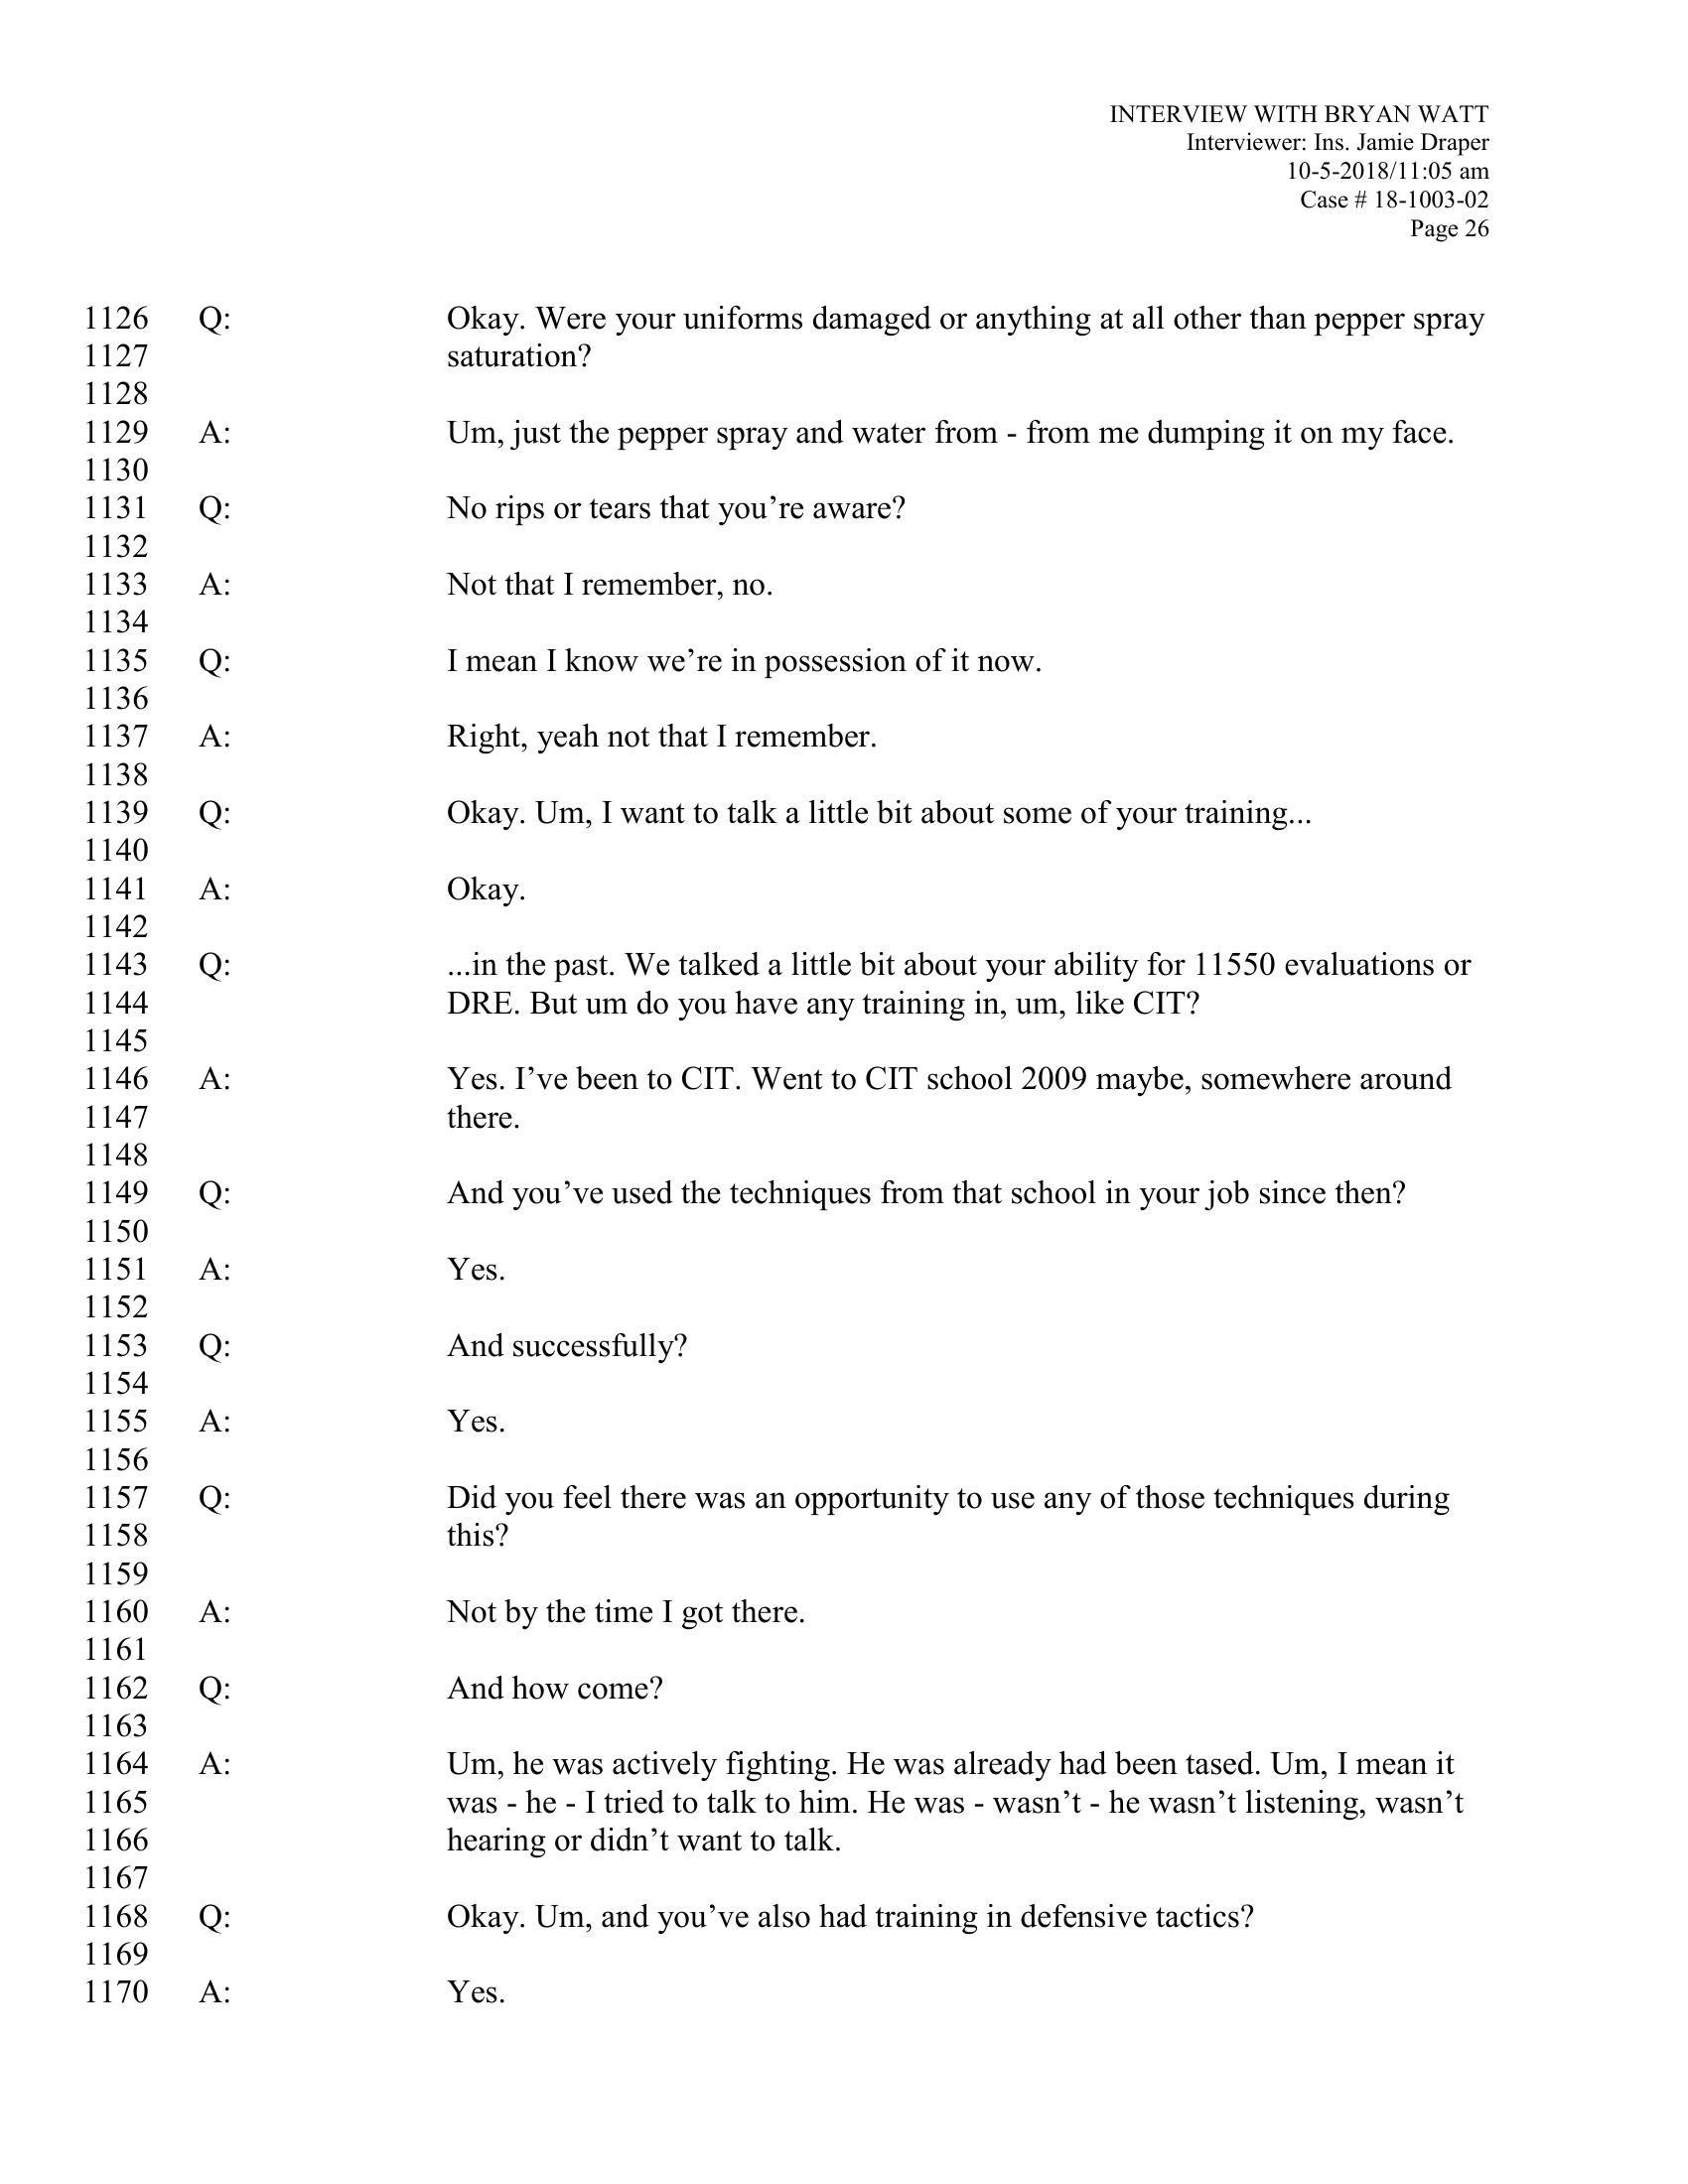 INTERVIEW WITH BRYAN WATT
Interviewer: Ins. Jamie Draper
10-5-2018/11:05 am
Case # 18-1003-02
Page 26
1126 Q: Okay. Were your uniforms damaged or anything at all other than pepper spray
1127 saturation?
1128
1129 A: Um, just the pepper spray and water from - from me dumping it on my face.
1130
1131 Q: No rips or tears that you’re aware?
1132
1133 A: Not that I remember, no.
1134
1135 Q: I mean I know we’re in possession of it now.
1136
1137 A: Right, yeah not that I remember.
1138
1139 Q: Okay. Um, I want to talk a little bit about some of your training...
1140
1141 A: Okay.
1142
1143 Q: ...in the past. We talked a little bit about your ability for 11550 evaluations or
1144 DRE. But um do you have any training in, um, like CIT?
1145
1146 A: Yes. I’ve been to CIT. Went to CIT school 2009 maybe, somewhere around
1147 there.
1148
1149 Q: And you’ve used the techniques from that school in your job since then?
1150
1151 A: Yes.
1152
1153 Q: And successfully?
1154
1155 A: Yes.
1156
1157 Q: Did you feel there was an opportunity to use any of those techniques during
1158 this?
1159
1160 A: Not by the time I got there.
1161
1162 Q: And how come?
1163
1164 A: Um, he was actively fighting. He was already had been tased. Um, I mean it
1165 was - he - I tried to talk to him. He was - wasn’t - he wasn’t listening, wasn’t
1166 hearing or didn’t want to talk.
1167
1168 Q: Okay. Um, and you’ve also had training in defensive tactics?
1169
1170 A: Yes.